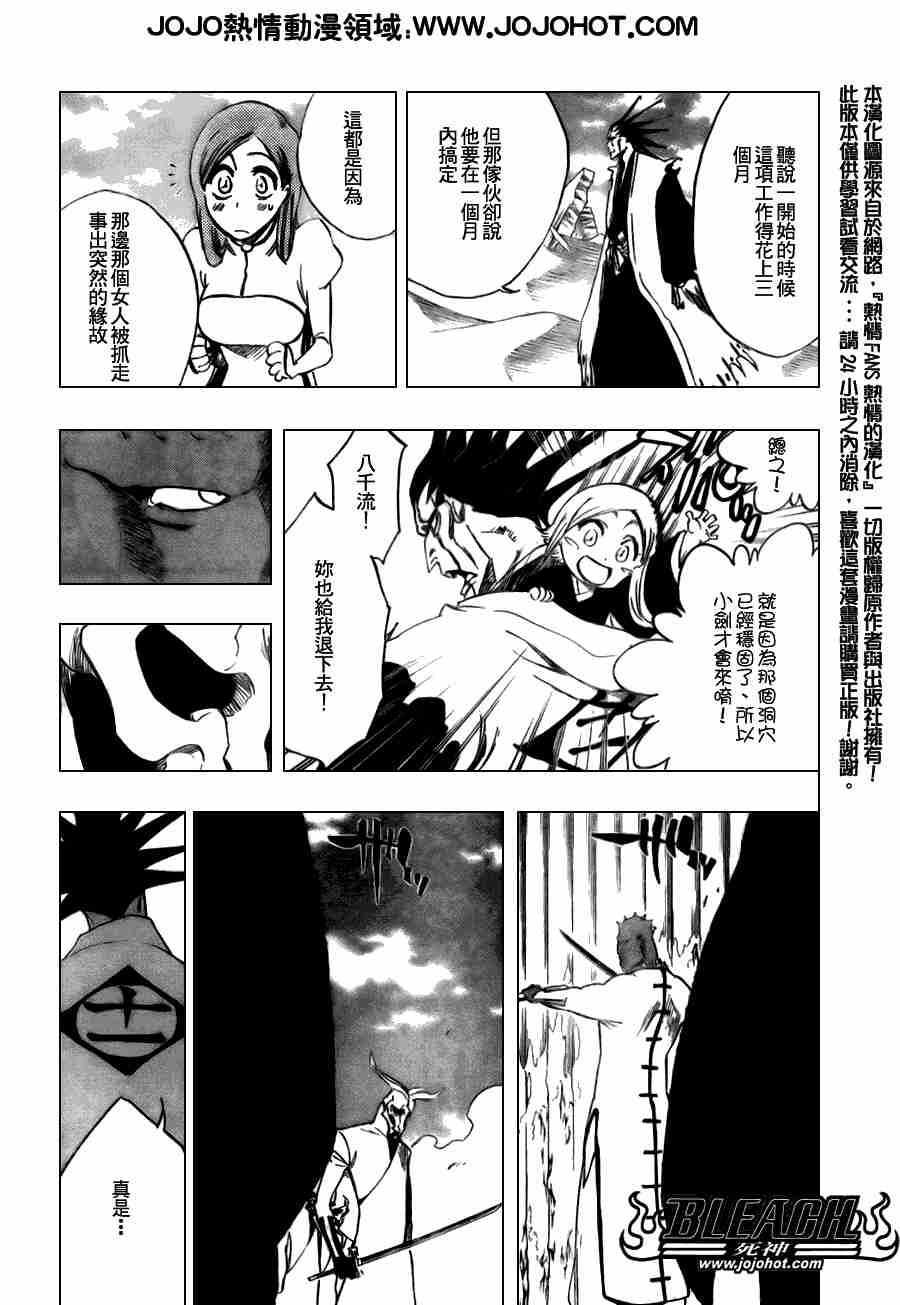 JOJO熱情動漫領域:WWW.JOJOHOT.COM
本漢化圖源來自於網路,『熱情FANS熱情的漢化』一切版權歸原作者與出版社擁有!
此版本僅供學習試看交流…請24小時之內消除,喜歡這套漫畫請購買正版!謝謝。
聽說一開始的時候
這項工作得花上三
個月
但那傢伙卻說
他要在一個月
內搞定
這都是因為
那邊那個女人被抓走
事出突然的緣故
總之!
就是因為那個洞穴
已經穩固了、所以
小劍才會來唷!
八千流!
妳也給我退下去!
十一
真是…
BLEACH
死神
www.jojohot.com